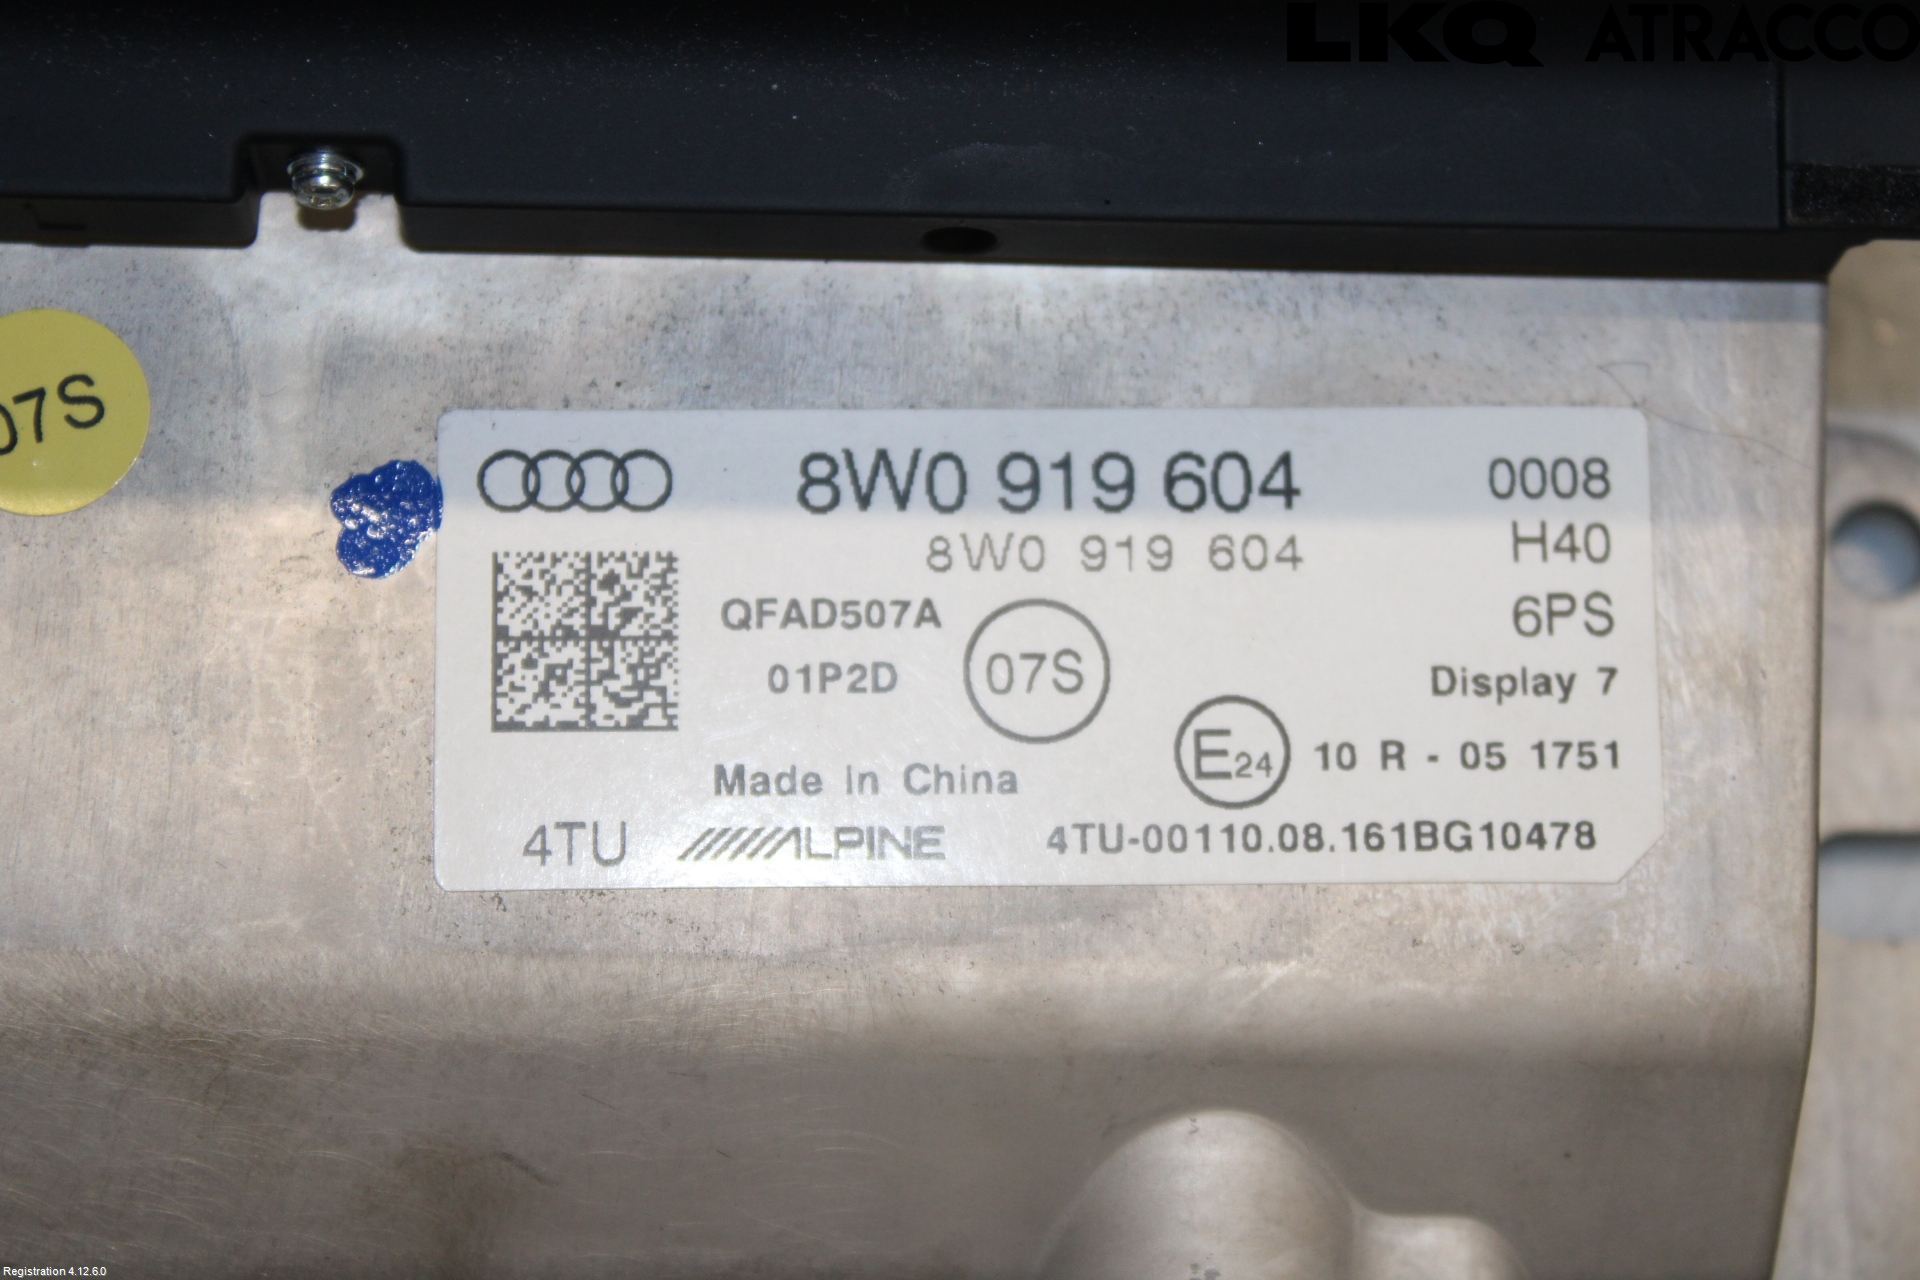 LKQ ATRACCO
07S
8W0 919 604 0008
8W0 919 604 H40
QFAD507A 6PS
01P2D 07S Display 7
E24 10 R - 05 1751
Made in China
4TU ALPINE 4TU-00110.08.161BG10478
Registration 4.12.6.0